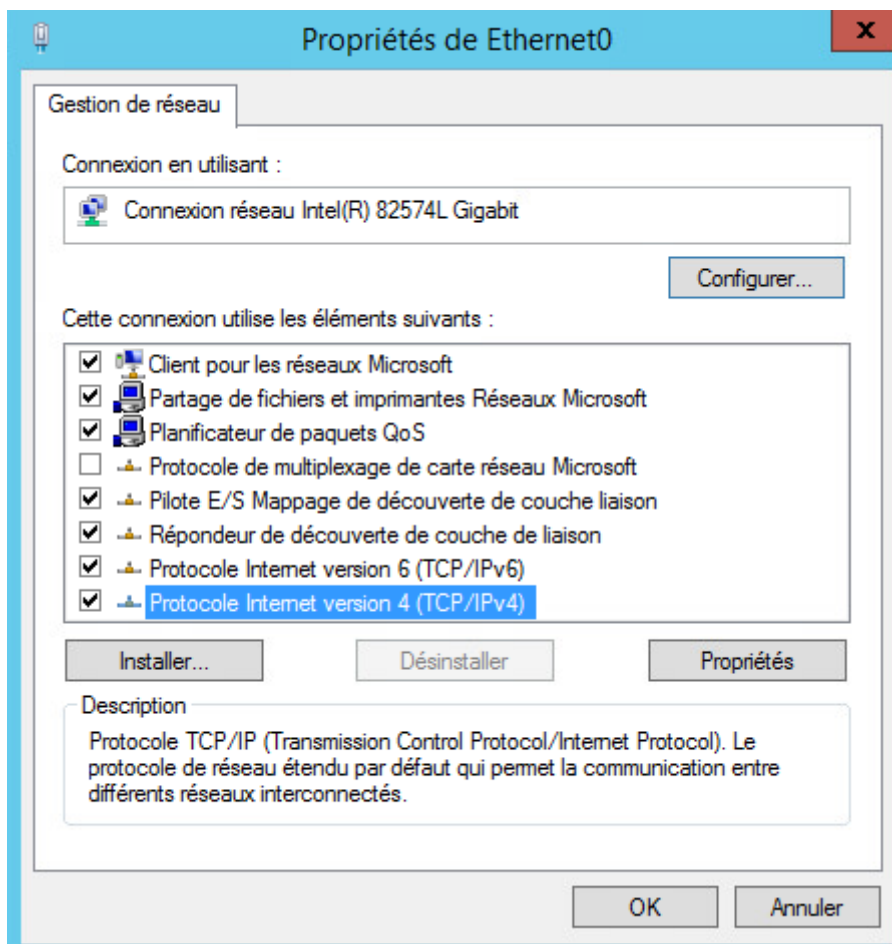 Propriétés de Ethernet0
x
Gestion de réseau
Connexion en utilisant :
Connexion réseau Intel(R) 82574L Gigabit
Configurer...
Cette connexion utilise les éléments suivants :
Client pour les réseaux Microsoft
Partage de fichiers et imprimantes Réseaux Microsoft
Planificateur de paquets QoS
Protocole de multiplexage de carte réseau Microsoft
Pilote E/S Mappage de découverte de couche liaison
Répondeur de découverte de couche de liaison
Protocole Internet version 6 (TCP/IPv6)
Protocole Internet version 4 (TCP/IPv4)
Installer... Désinstaller Propriétés
Description
Protocole TCP/IP (Transmission Control Protocol/Internet Protocol). Le
protocole de réseau étendu par défaut qui permet la communication entre
différents réseaux interconnectés.
OK Annuler